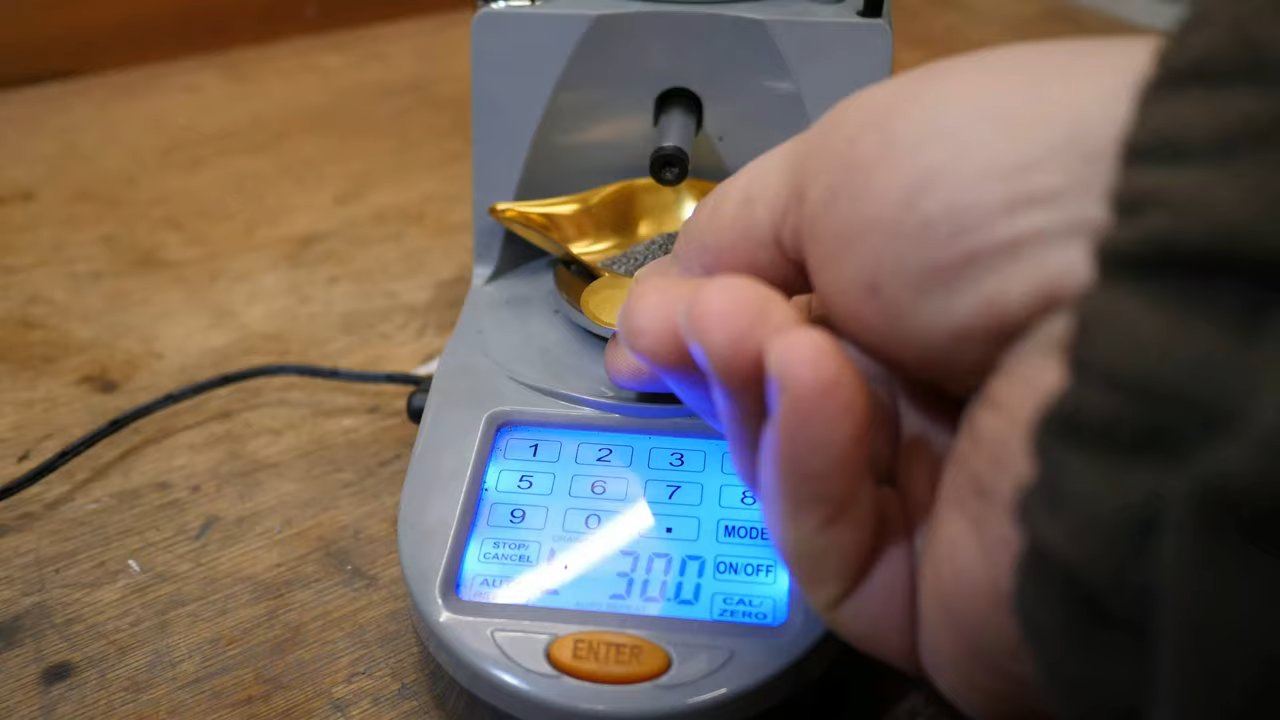 1 2 3
5 6 7 8
9 0 . MODE
STOP/
CANCEL
ON/OFF
30.0
CAL/
ZERO
ENTER